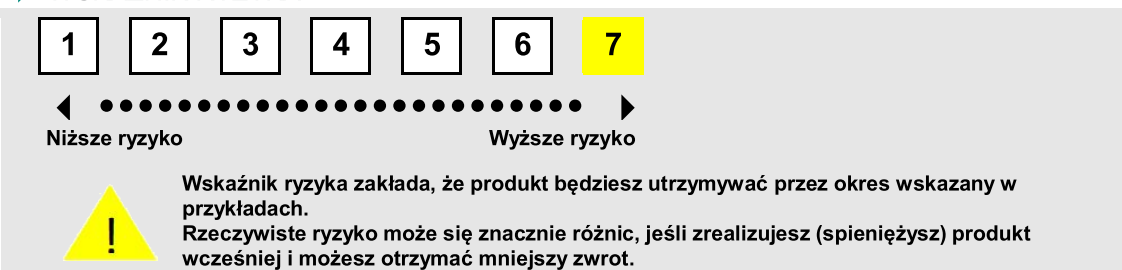 1 2 3 4 5 6 7
Niższe ryzyko Wyższe ryzyko
!
Wskaźnik ryzyka zakłada, że produkt będziesz utrzymywać przez okres wskazany w
przykładach.
Rzeczywiste ryzyko może się znacznie różnic, jeśli zrealizujesz (spieniężysz) produkt
wcześniej i możesz otrzymać mniejszy zwrot.